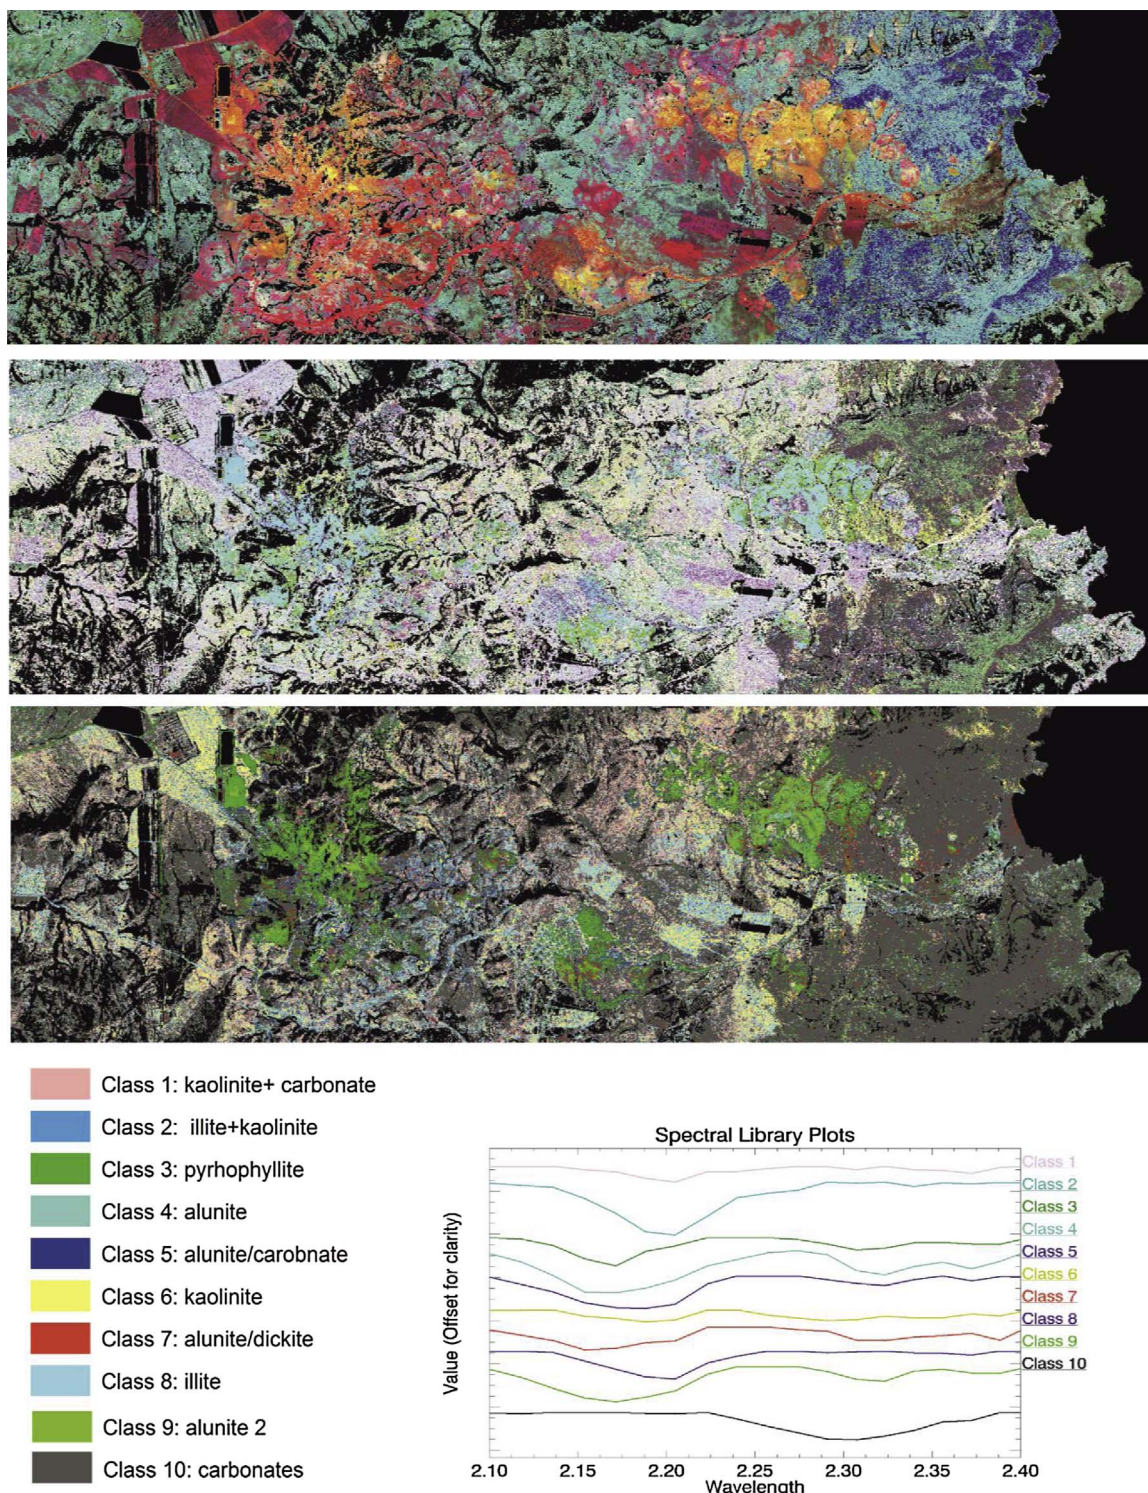 Class 1: kaolinite+ carbonate
Class 2: illite+kaolinite
Class 3: pyrhophyllite
Class 4: alunite
Class 5: alunite/carobnate
Class 6: kaolinite
Class 7: alunite/dickite
Class 8: illite
Class 9: alunite 2
Class 10: carbonates
Spectral Library Plots
Value (Offset for clarity)
Class 1
Class 2
Class 3
Class 4
Class 5
Class 6
Class 7
Class 8
Class 9
Class 10
2.10 2.15 2.20 2.25 2.30 2.35 2.40
Wavelength